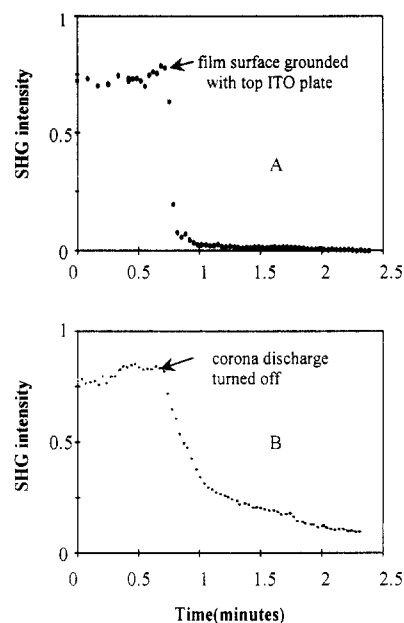 1
film surface grounded
with top ITO plate
SHG intensity
0.5
A
0
0 0.5 1 1.5 2 2.5
1
corona discharge
turned off
SHG intensity
0.5
B
0
0 0.5 1 1.5 2 2.5
Time(minutes)